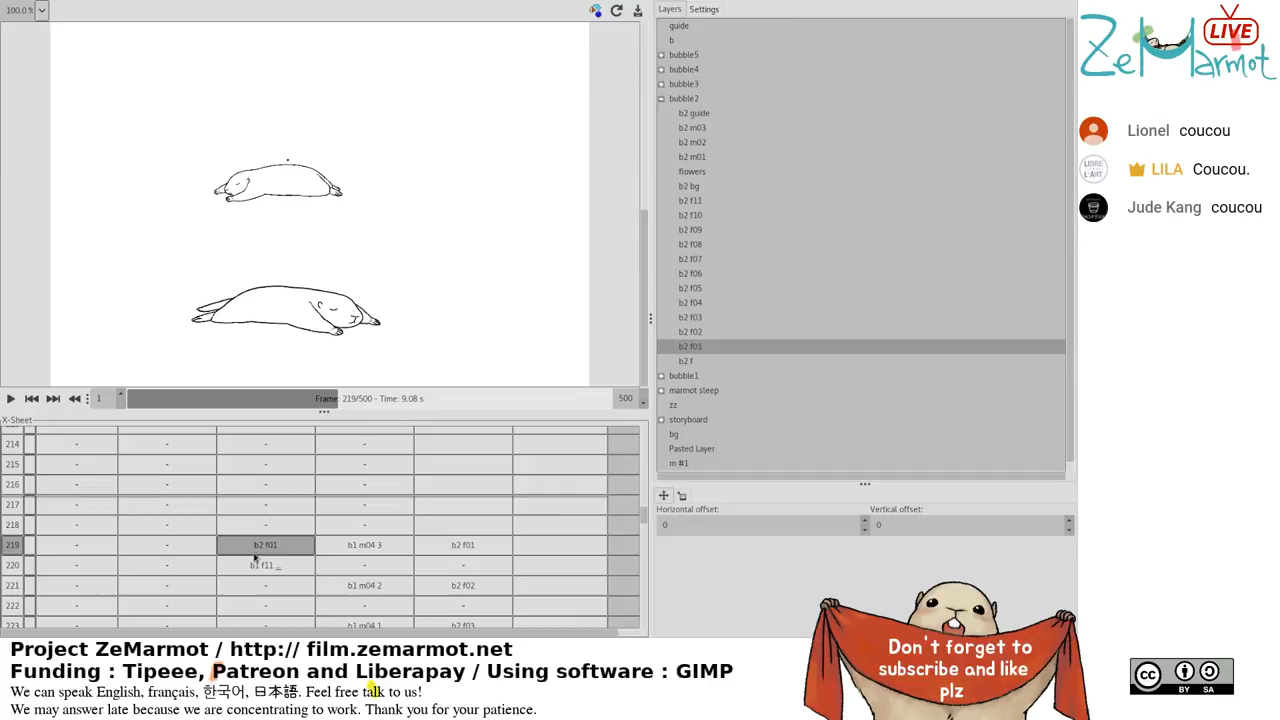 100.0 %
Layers Settings
guide
b
bubble5
bubble4
bubble3
bubble2
b2 guide
b2 m03
b2 m02
b2 m01
flowers
b2 bg
b2 f11
b2 f10
b2 f09
b2 f08
b2 f07
b2 f06
b2 f05
b2 f04
b2 f03
b2 f02
b2 f01
b2 f
bubble1
marmot sleep
zz
storyboard
bg
Pasted Layer
m #1
Horizontal offset: Vertical offset:
0 0
1 Frame: 219/500 - Time: 9.08 s 500
X-Sheet
214 - - - -
215 - - - -
216 - - - -
217 - - - -
218 - - - -
219 - - b2 f01 b1 m04 3 b2 f01
220 - - b1 f11 _ - -
221 - - - b1 m04 2 b2 f02
222 - - - - -
223 - - - b1 m04 1 b2 f03
ZeMarmot LIVE
Lionel coucou
LIBRE L'ART LILA Coucou.
Jude Kang coucou
Project ZeMarmot / http:// film.zemarmot.net
Funding : Tipeee, Patreon and Liberapay / Using software : GIMP
We can speak English, français, 한국어, 日本語. Feel free talk to us!
We may answer late because we are concentrating to work. Thank you for your patience.
Don't forget to
subscribe and like
plz
CC BY SA